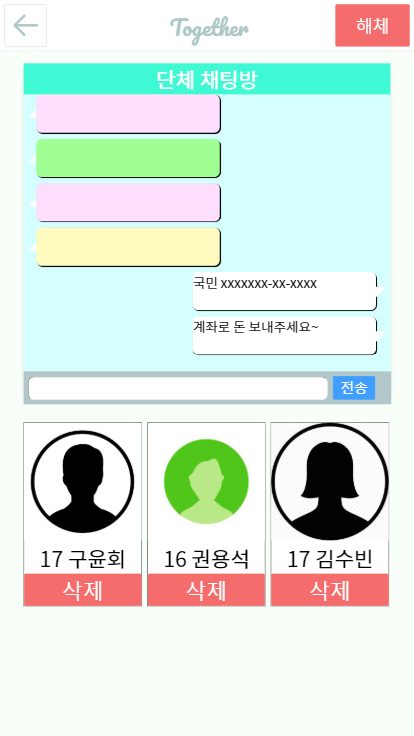 Together
해체
단체 채팅방
국민 xxxxxxx-xx-xxxx
계좌로 돈 보내주세요~
전송
17 구윤회
16 권용석
17 김수빈
삭제
삭제
삭제